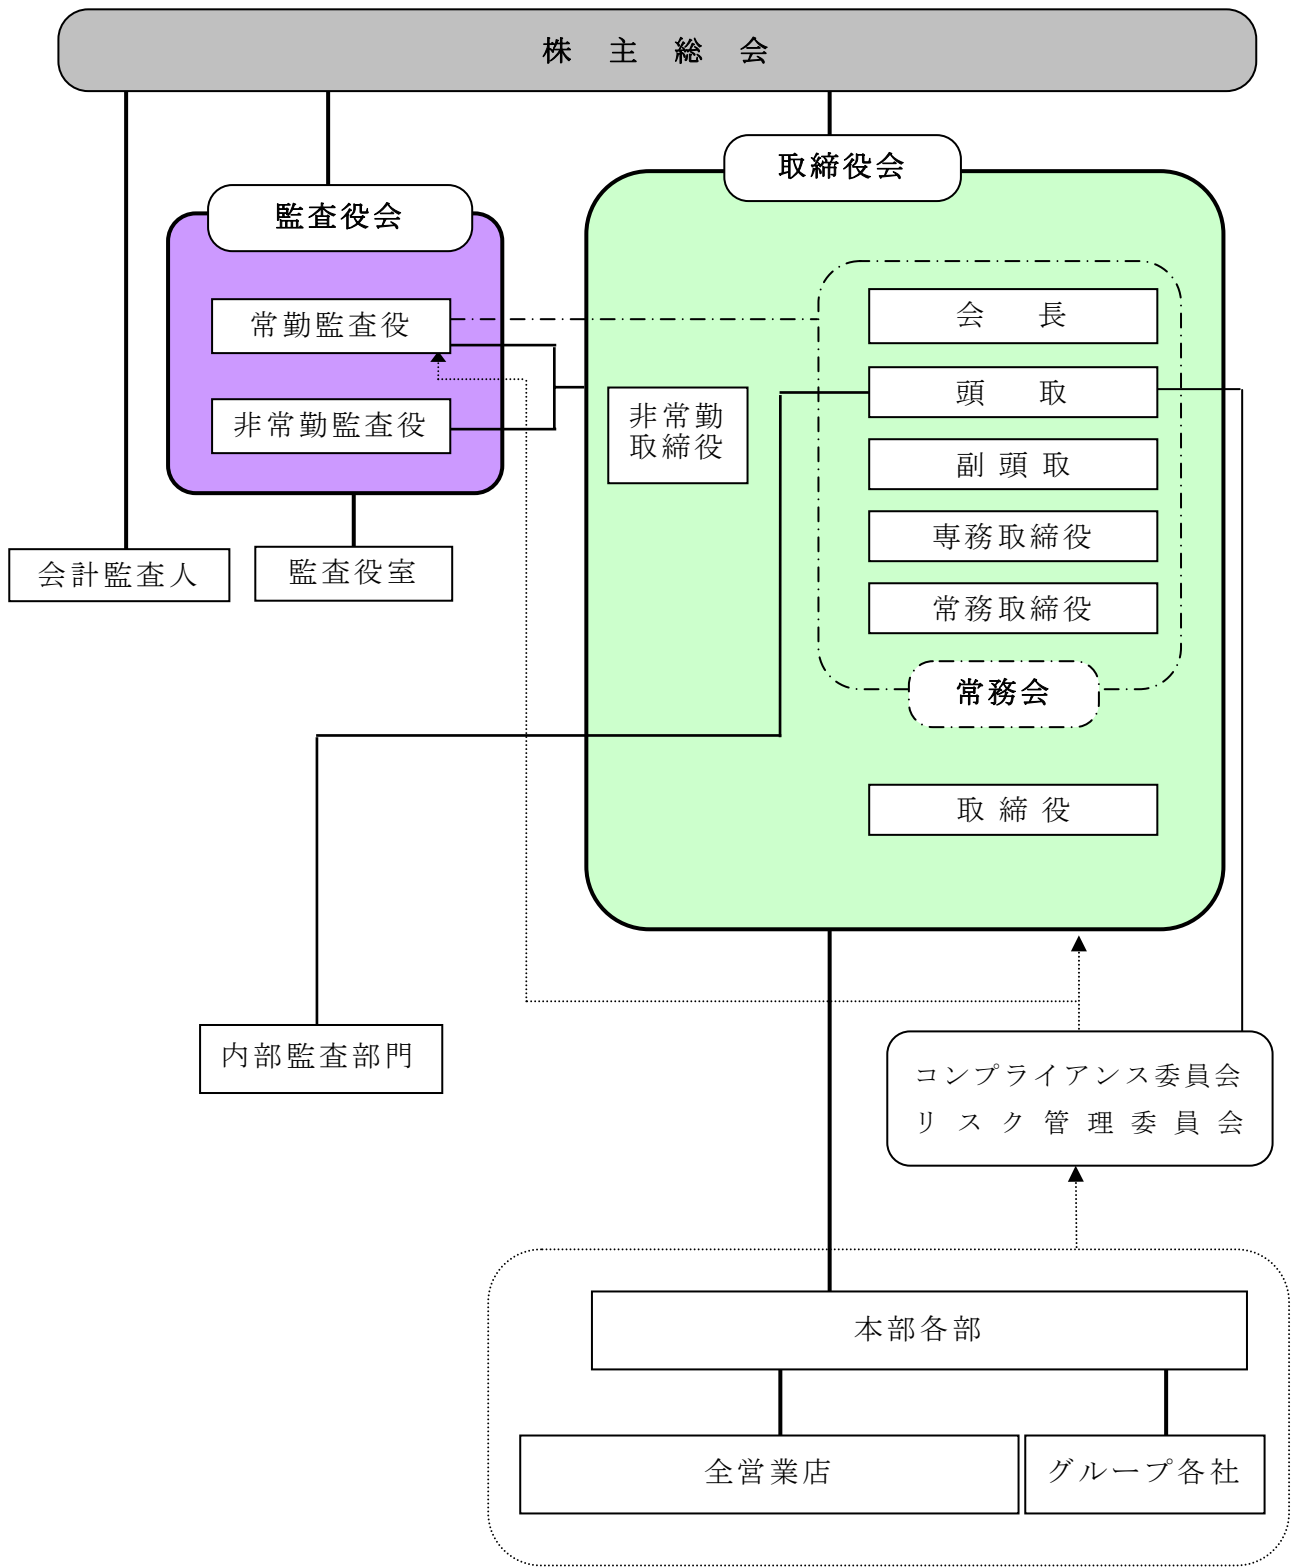 株主総会
取締役会
監査役会
常勤監査役
非常勤監査役
会計監査人
監査役室
非常勤
取締役
会長
頭取
副頭取
専務取締役
常務取締役
常務会
取締役
内部監査部門
コンプライアンス委員会
リスク管理委員会
本部各部
全営業店
グループ各社